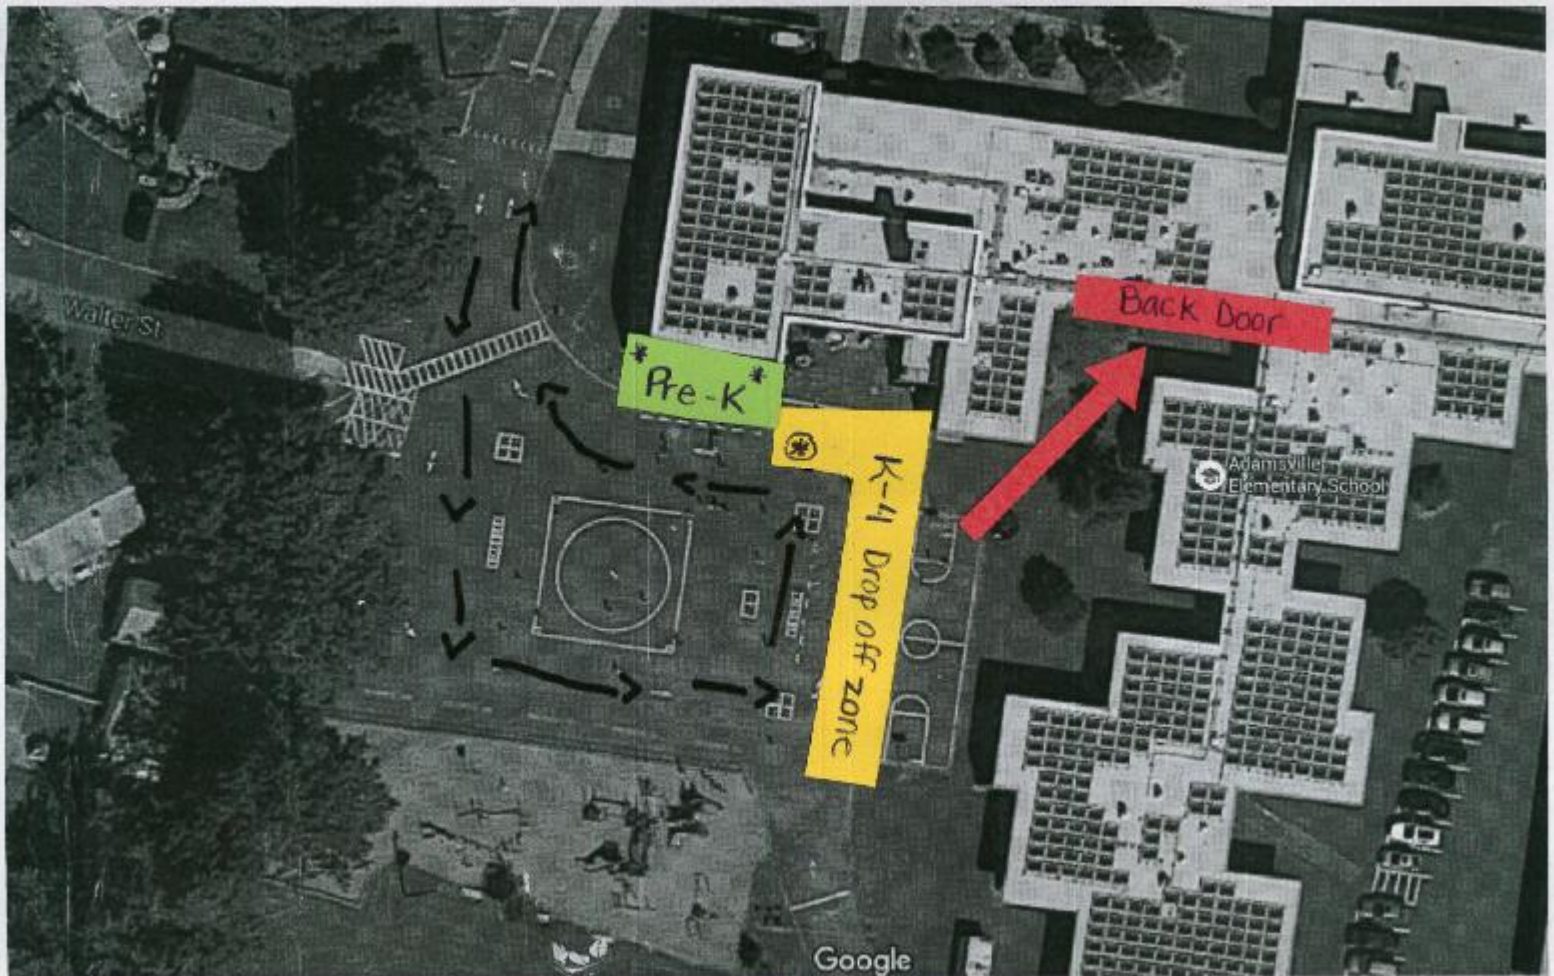 Walter St
Back Door
*Pre-K*
*
K-4 Drop off zone
Adamsville
Elementary School
Google